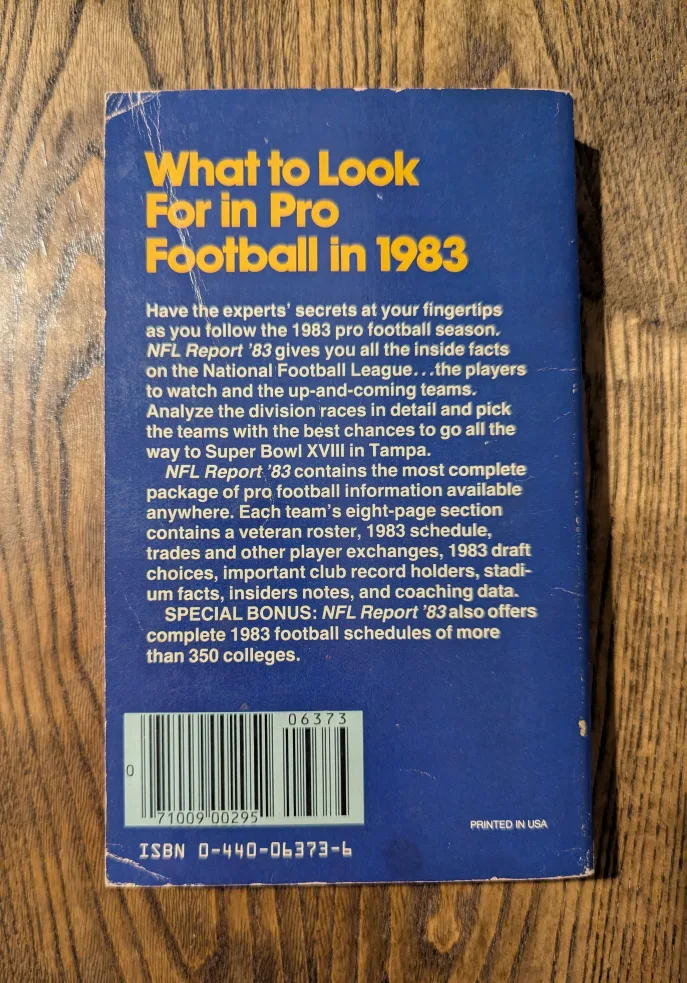 What to Look
For in Pro
Football in 1983
Have the experts' secrets at your fingertips
as you follow the 1983 pro football season.
NFL Report '83 gives you all the inside facts
on the National Football League...the players
to watch and the up-and-coming teams.
Analyze the division races in detail and pick
the teams with the best chances to go all the
way to Super Bowl XVIII in Tampa.
NFL Report '83 contains the most complete
package of pro football information available
anywhere. Each team's eight-page section
contains a veteran roster, 1983 schedule,
trades and other player exchanges, 1983 draft
choices, important club record holders, stadi-
um facts, insiders notes, and coaching data.
SPECIAL BONUS: NFL Report '83 also offers
complete 1983 football schedules of more
than 350 colleges.
06373
0
71009 00295
PRINTED IN USA
ISBN 0-440-06373-6